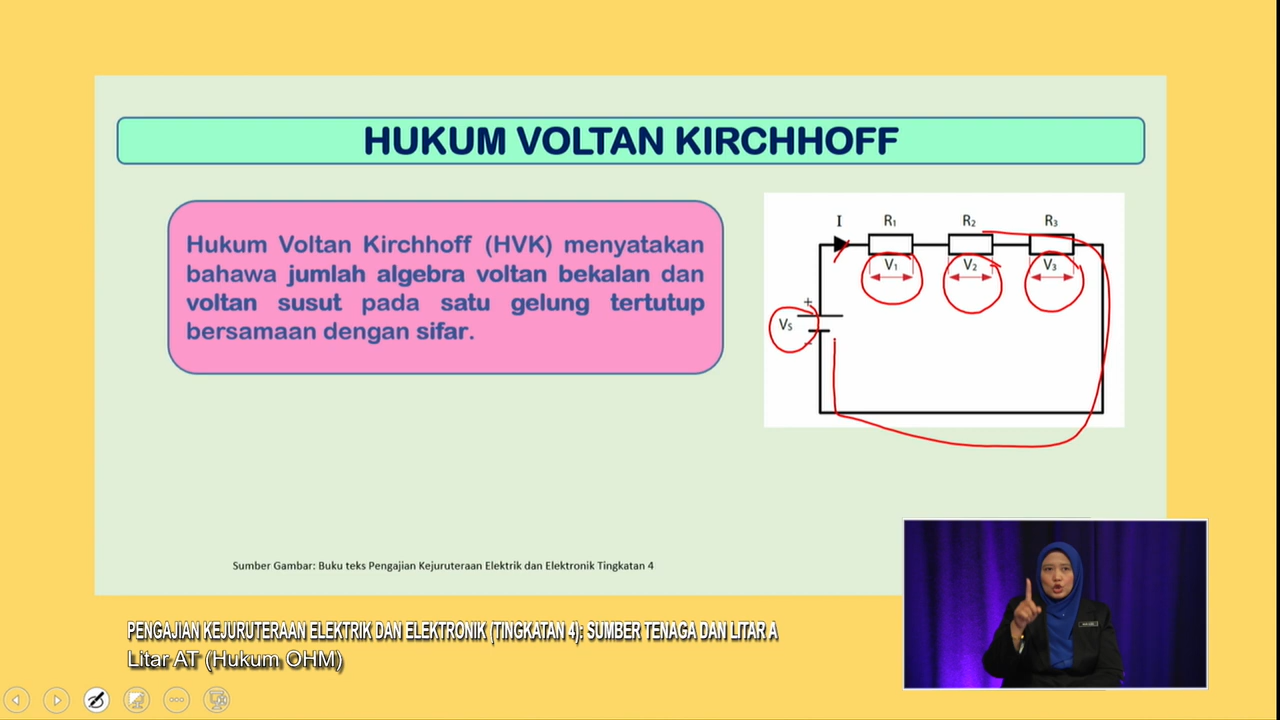 HUKUM VOLTAN KIRCHHOFF
Hukum Voltan Kirchhoff (HVK) menyatakan
bahawa jumlah algebra voltan bekalan dan
voltan susut pada satu gelung tertutup
bersamaan dengan sifar.
I R₁ R₂ R₃
V₁ V₂ V₃
+
Vs
-
Sumber Gambar: Buku teks Pengajian Kejuruteraan Elektrik dan Elektronik Tingkatan 4
PENGAJIAN KEJURUTERAAN ELEKTRIK DAN ELEKTRONIK (TINGKATAN 4): SUMBER TENAGA DAN LITAR A
Litar AT (Hukum OHM)